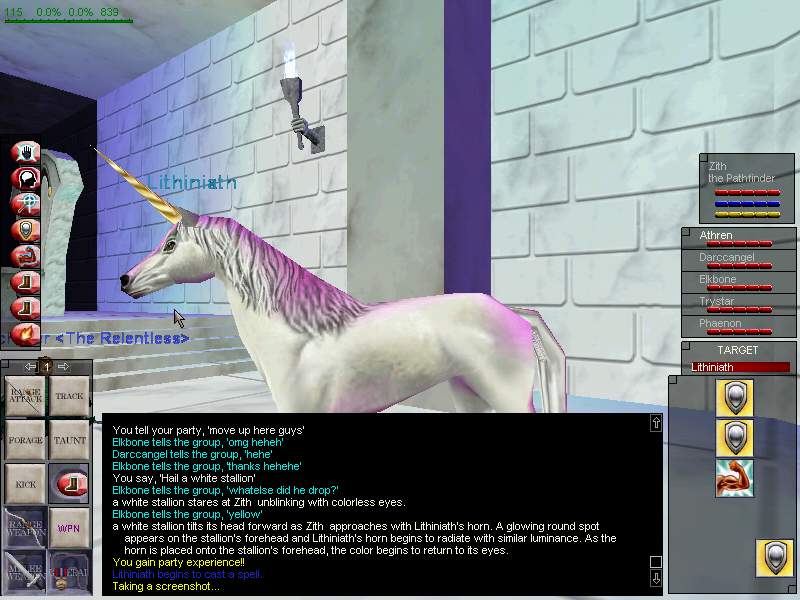 115 0.0% 0.0% 839
Lithiniath
<The Relentless>
Zith
the Pathfinder
Athren
Darccangel
Elkbone
Trystar
Phaenon
TARGET
Lithiniath
1
RANGE ATTACK
TRACK
FORAGE
TAUNT
KICK
RANGE WEAPON
WPN
MELEE WEAPON
You tell your party, 'move up here guys'
Elkbone tells the group, 'omg heheh'
Darccangel tells the group, 'hehe'
Elkbone tells the group, 'thanks hehehe'
You say, 'Hail a white stallion'
Elkbone tells the group, 'whatelse did he drop?'
a white stallion stares at Zith unblinking with colorless eyes.
Elkbone tells the group, 'yellow'
a white stallion tilts its head forward as Zith approaches with Lithiniath's horn. A glowing round spot
appears on the stallion's forehead and Lithiniath's horn begins to radiate with similar luminance. As the
horn is placed onto the stallion's forehead, the color begins to return to its eyes.
You gain party experience!!
Lithiniath begins to cast a spell.
Taking a screenshot...